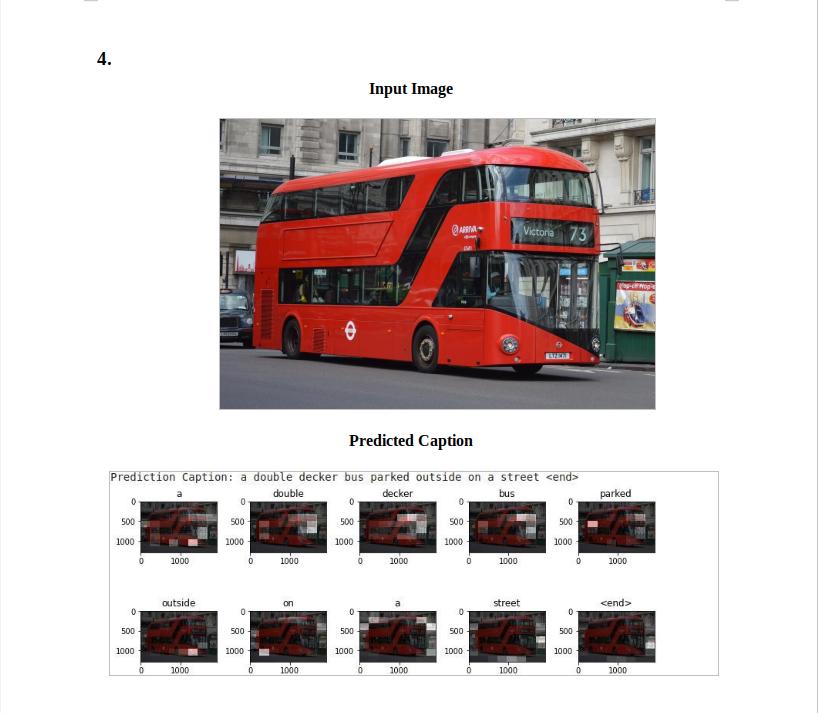 4.
Input Image
ARRIVA
Victoria 73
Predicted Caption
Prediction Caption: a double decker bus parked outside on a street <end>
a double decker bus parked
0 0 0 0 0
500 500 500 500 500
1000 1000 1000 1000 1000
0 1000 0 1000 0 1000 0 1000 0 1000
outside on a street <end>
0 0 0 0 0
500 500 500 500 500
1000 1000 1000 1000 1000
0 1000 0 1000 0 1000 0 1000 0 1000